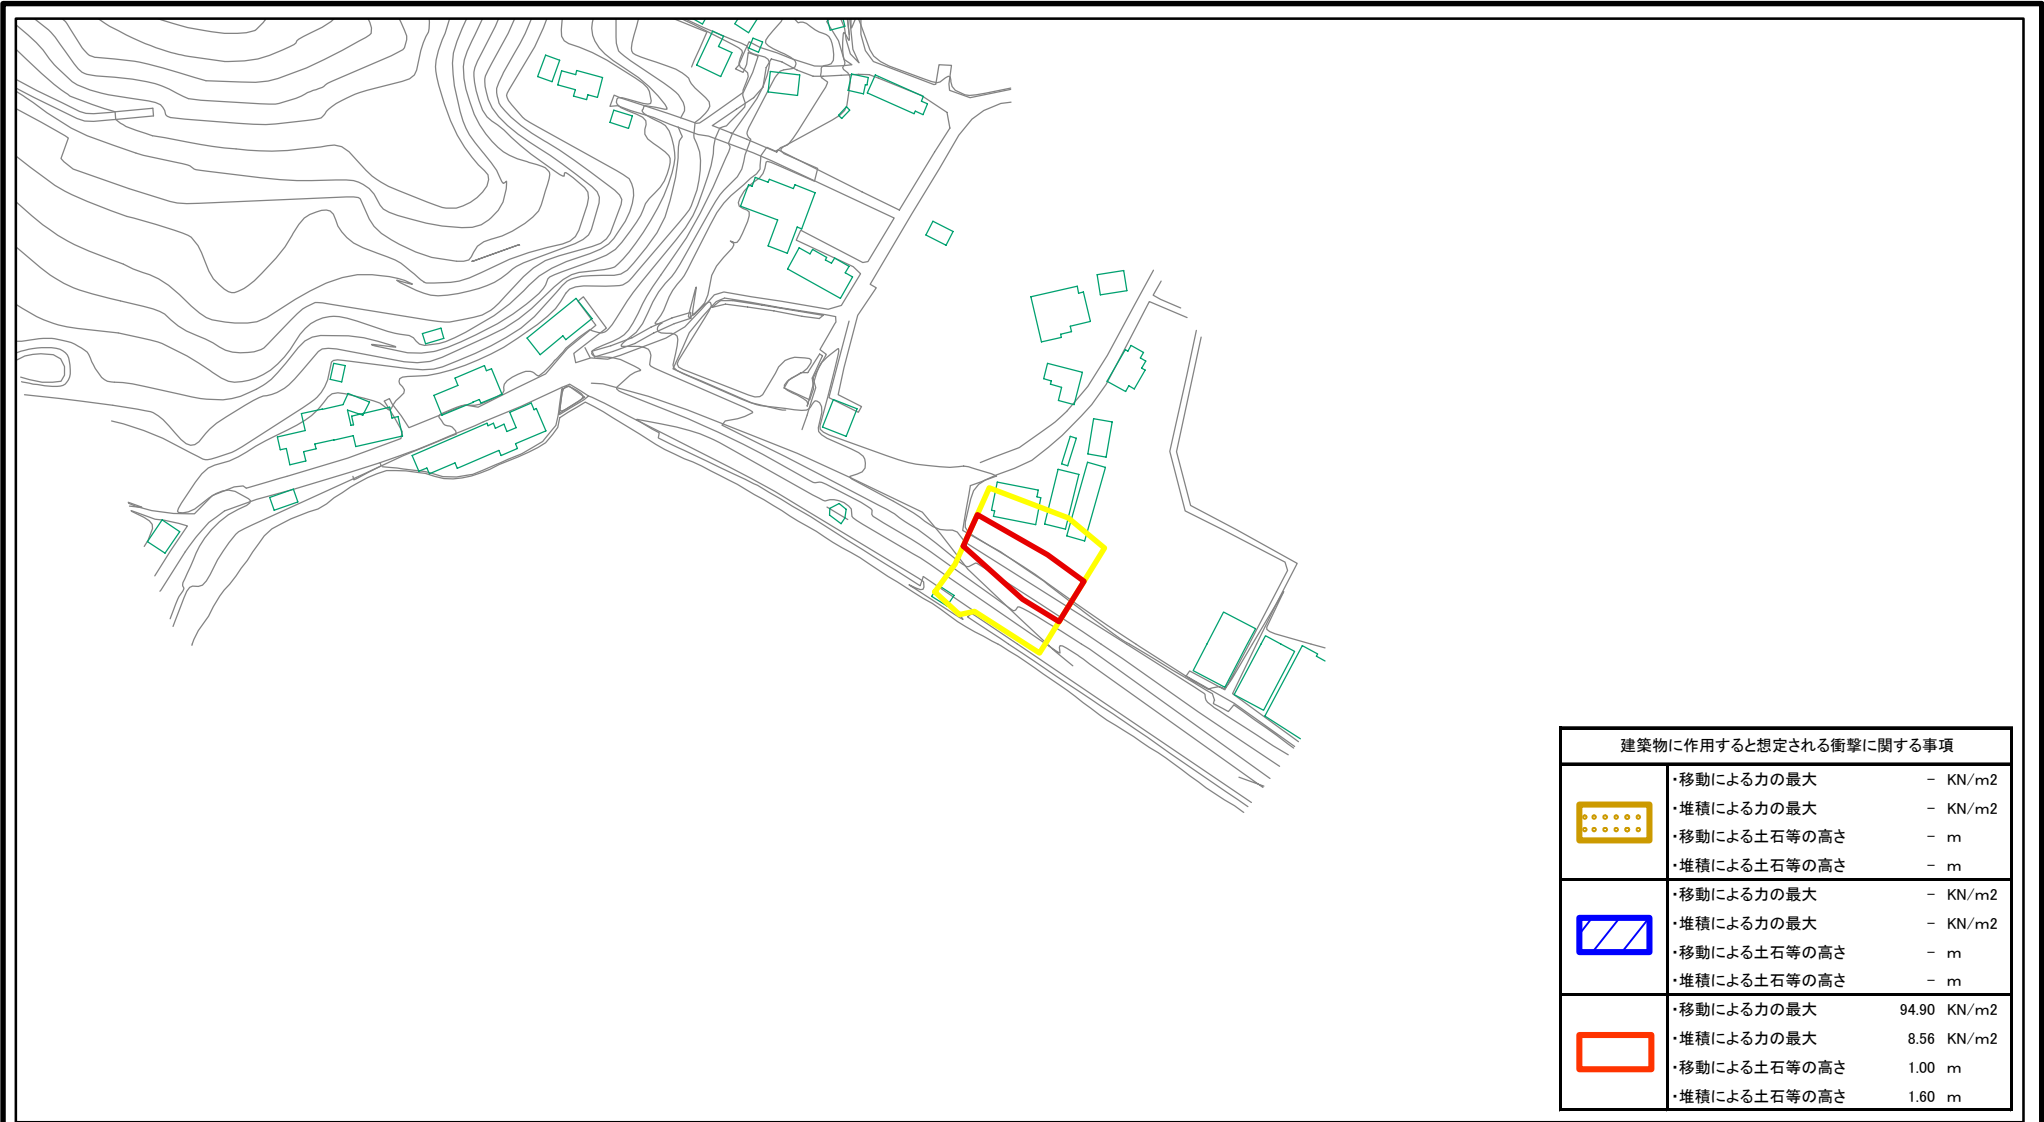 建築物に作用すると想定される衝撃に関する事項
・移動による力の最大 － KN/m2
・堆積による力の最大 － KN/m2
・移動による土石等の高さ － m
・堆積による土石等の高さ － m
・移動による力の最大 － KN/m2
・堆積による力の最大 － KN/m2
・移動による土石等の高さ － m
・堆積による土石等の高さ － m
・移動による力の最大 94.90 KN/m2
・堆積による力の最大 8.56 KN/m2
・移動による土石等の高さ 1.00 m
・堆積による土石等の高さ 1.60 m